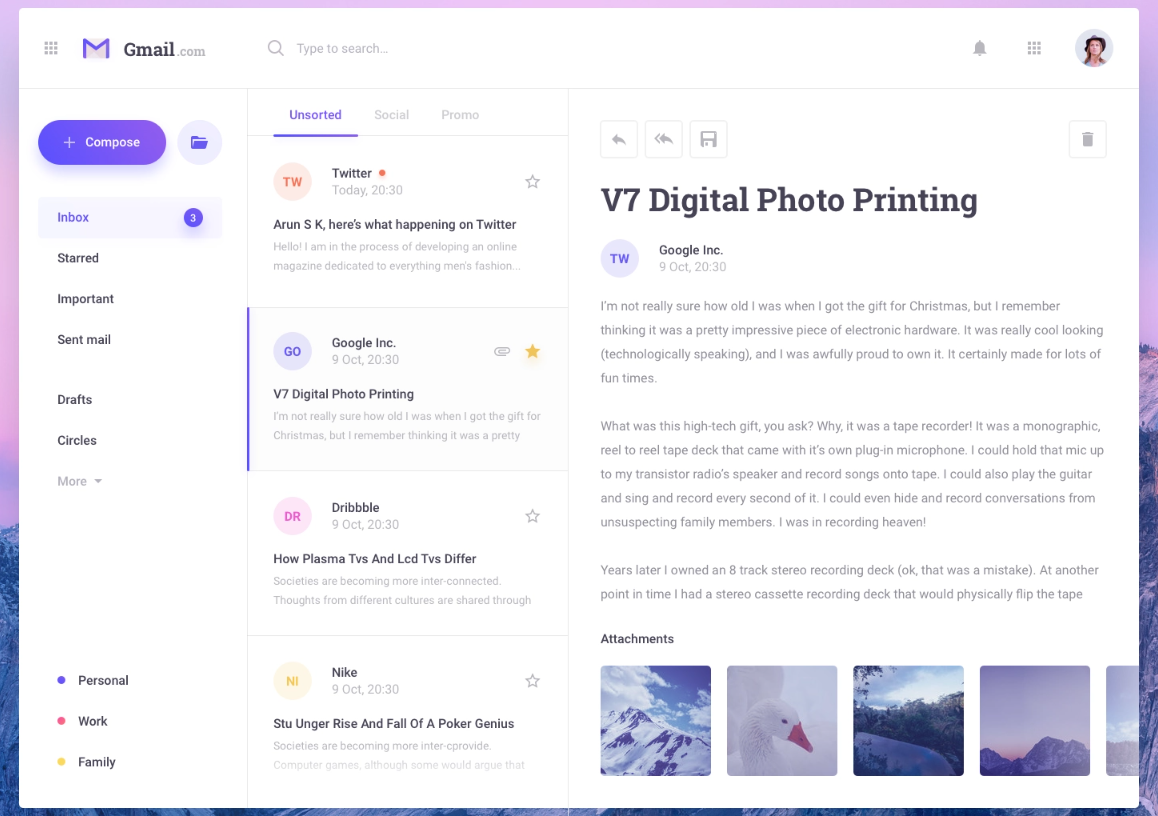 Gmail.com
Type to search...
Compose
Inbox
3
Starred
Important
Sent mail
Drafts
Circles
More
Personal
Work
Family
Unsorted Social Promo
TW
Twitter
Today, 20:30
Arun S K, here's what happening on Twitter
Hello! I am in the process of developing an online
magazine dedicated to everything men's fashion...
GO
Google Inc.
9 Oct, 20:30
V7 Digital Photo Printing
I'm not really sure how old I was when I got the gift for
Christmas, but I remember thinking it was a pretty
DR
Dribbble
9 Oct, 20:30
How Plasma Tvs And Lcd Tvs Differ
Societies are becoming more inter-connected.
Thoughts from different cultures are shared through
NI
Nike
9 Oct, 20:30
Stu Unger Rise And Fall Of A Poker Genius
Societies are becoming more inter-cprovide.
Computer games, although some would argue that
V7 Digital Photo Printing
TW
Google Inc.
9 Oct, 20:30
I'm not really sure how old I was when I got the gift for Christmas, but I remember
thinking it was a pretty impressive piece of electronic hardware. It was really cool looking
(technologically speaking), and I was awfully proud to own it. It certainly made for lots of
fun times.
What was this high-tech gift, you ask? Why, it was a tape recorder! It was a monographic,
reel to reel tape deck that came with it's own plug-in microphone. I could hold that mic up
to my transistor radio's speaker and record songs onto tape. I could also play the guitar
and sing and record every second of it. I could even hide and record conversations from
unsuspecting family members. I was in recording heaven!
Years later I owned an 8 track stereo recording deck (ok, that was a mistake). At another
point in time I had a stereo cassette recording deck that would physically flip the tape
Attachments